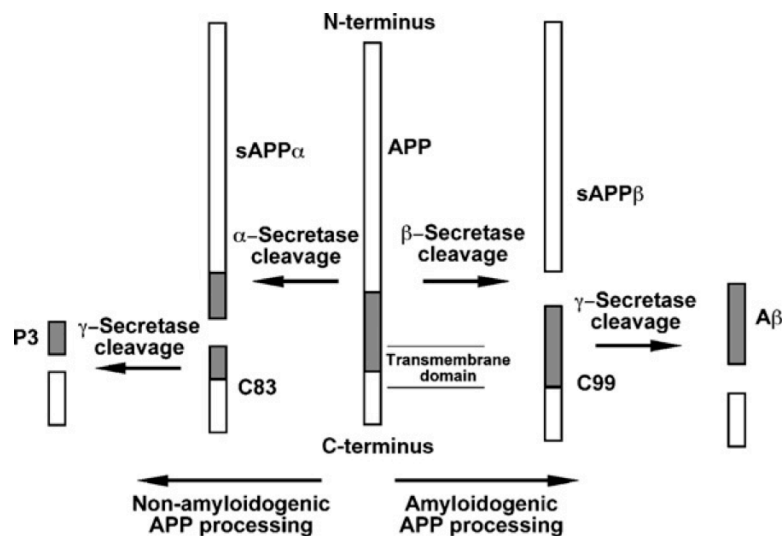 N-terminus
sAPPα
APP
sAPPβ
α–Secretase
cleavage
β–Secretase
cleavage
P3
γ–Secretase
cleavage
γ–Secretase
cleavage
Aβ
Transmembrane
domain
C83
C99
C-terminus
Non-amyloidogenic
APP processing
Amyloidogenic
APP processing